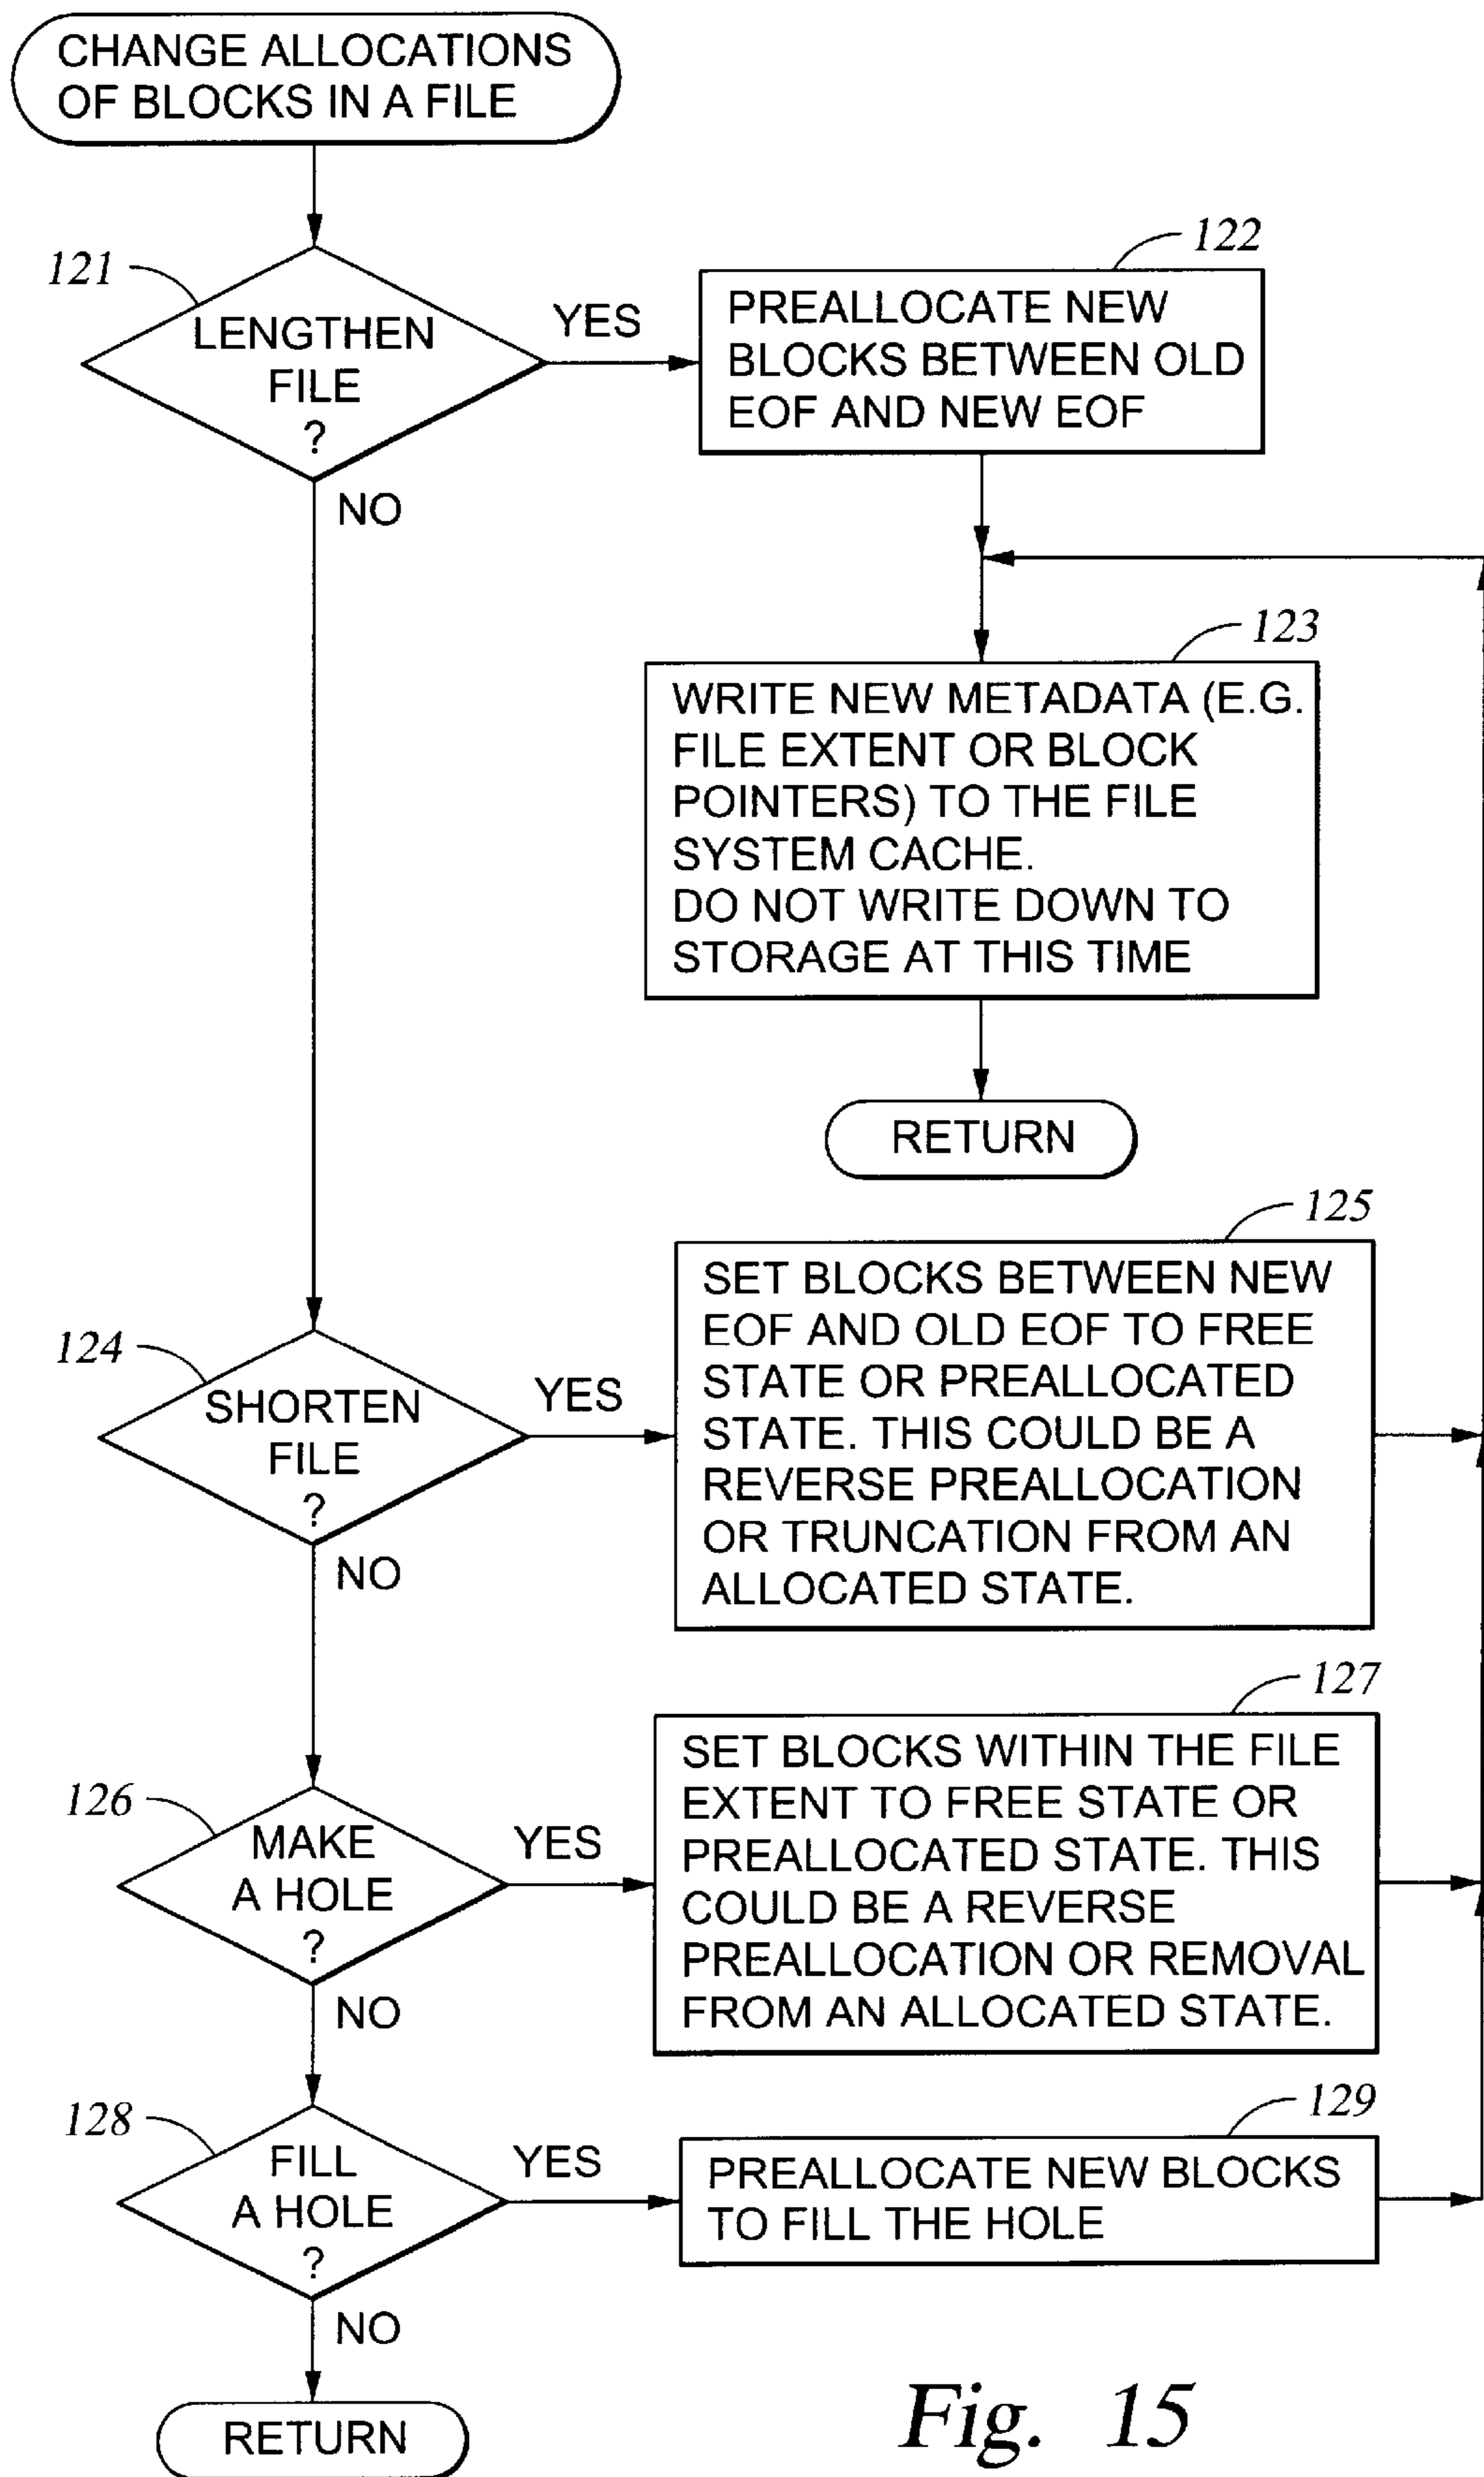 CHANGE ALLOCATIONS
OF BLOCKS IN A FILE
121
LENGTHEN
FILE
?
YES
NO
122
PREALLOCATE NEW
BLOCKS BETWEEN OLD
EOF AND NEW EOF
123
WRITE NEW METADATA (E.G.
FILE EXTENT OR BLOCK
POINTERS) TO THE FILE
SYSTEM CACHE.
DO NOT WRITE DOWN TO
STORAGE AT THIS TIME
RETURN
124
SHORTEN
FILE
?
YES
NO
125
SET BLOCKS BETWEEN NEW
EOF AND OLD EOF TO FREE
STATE OR PREALLOCATED
STATE. THIS COULD BE A
REVERSE PREALLOCATION
OR TRUNCATION FROM AN
ALLOCATED STATE.
126
MAKE
A HOLE
?
YES
NO
127
SET BLOCKS WITHIN THE FILE
EXTENT TO FREE STATE OR
PREALLOCATED STATE. THIS
COULD BE A REVERSE
PREALLOCATION OR REMOVAL
FROM AN ALLOCATED STATE.
128
FILL
A HOLE
?
YES
NO
129
PREALLOCATE NEW BLOCKS
TO FILL THE HOLE
RETURN
Fig. 15